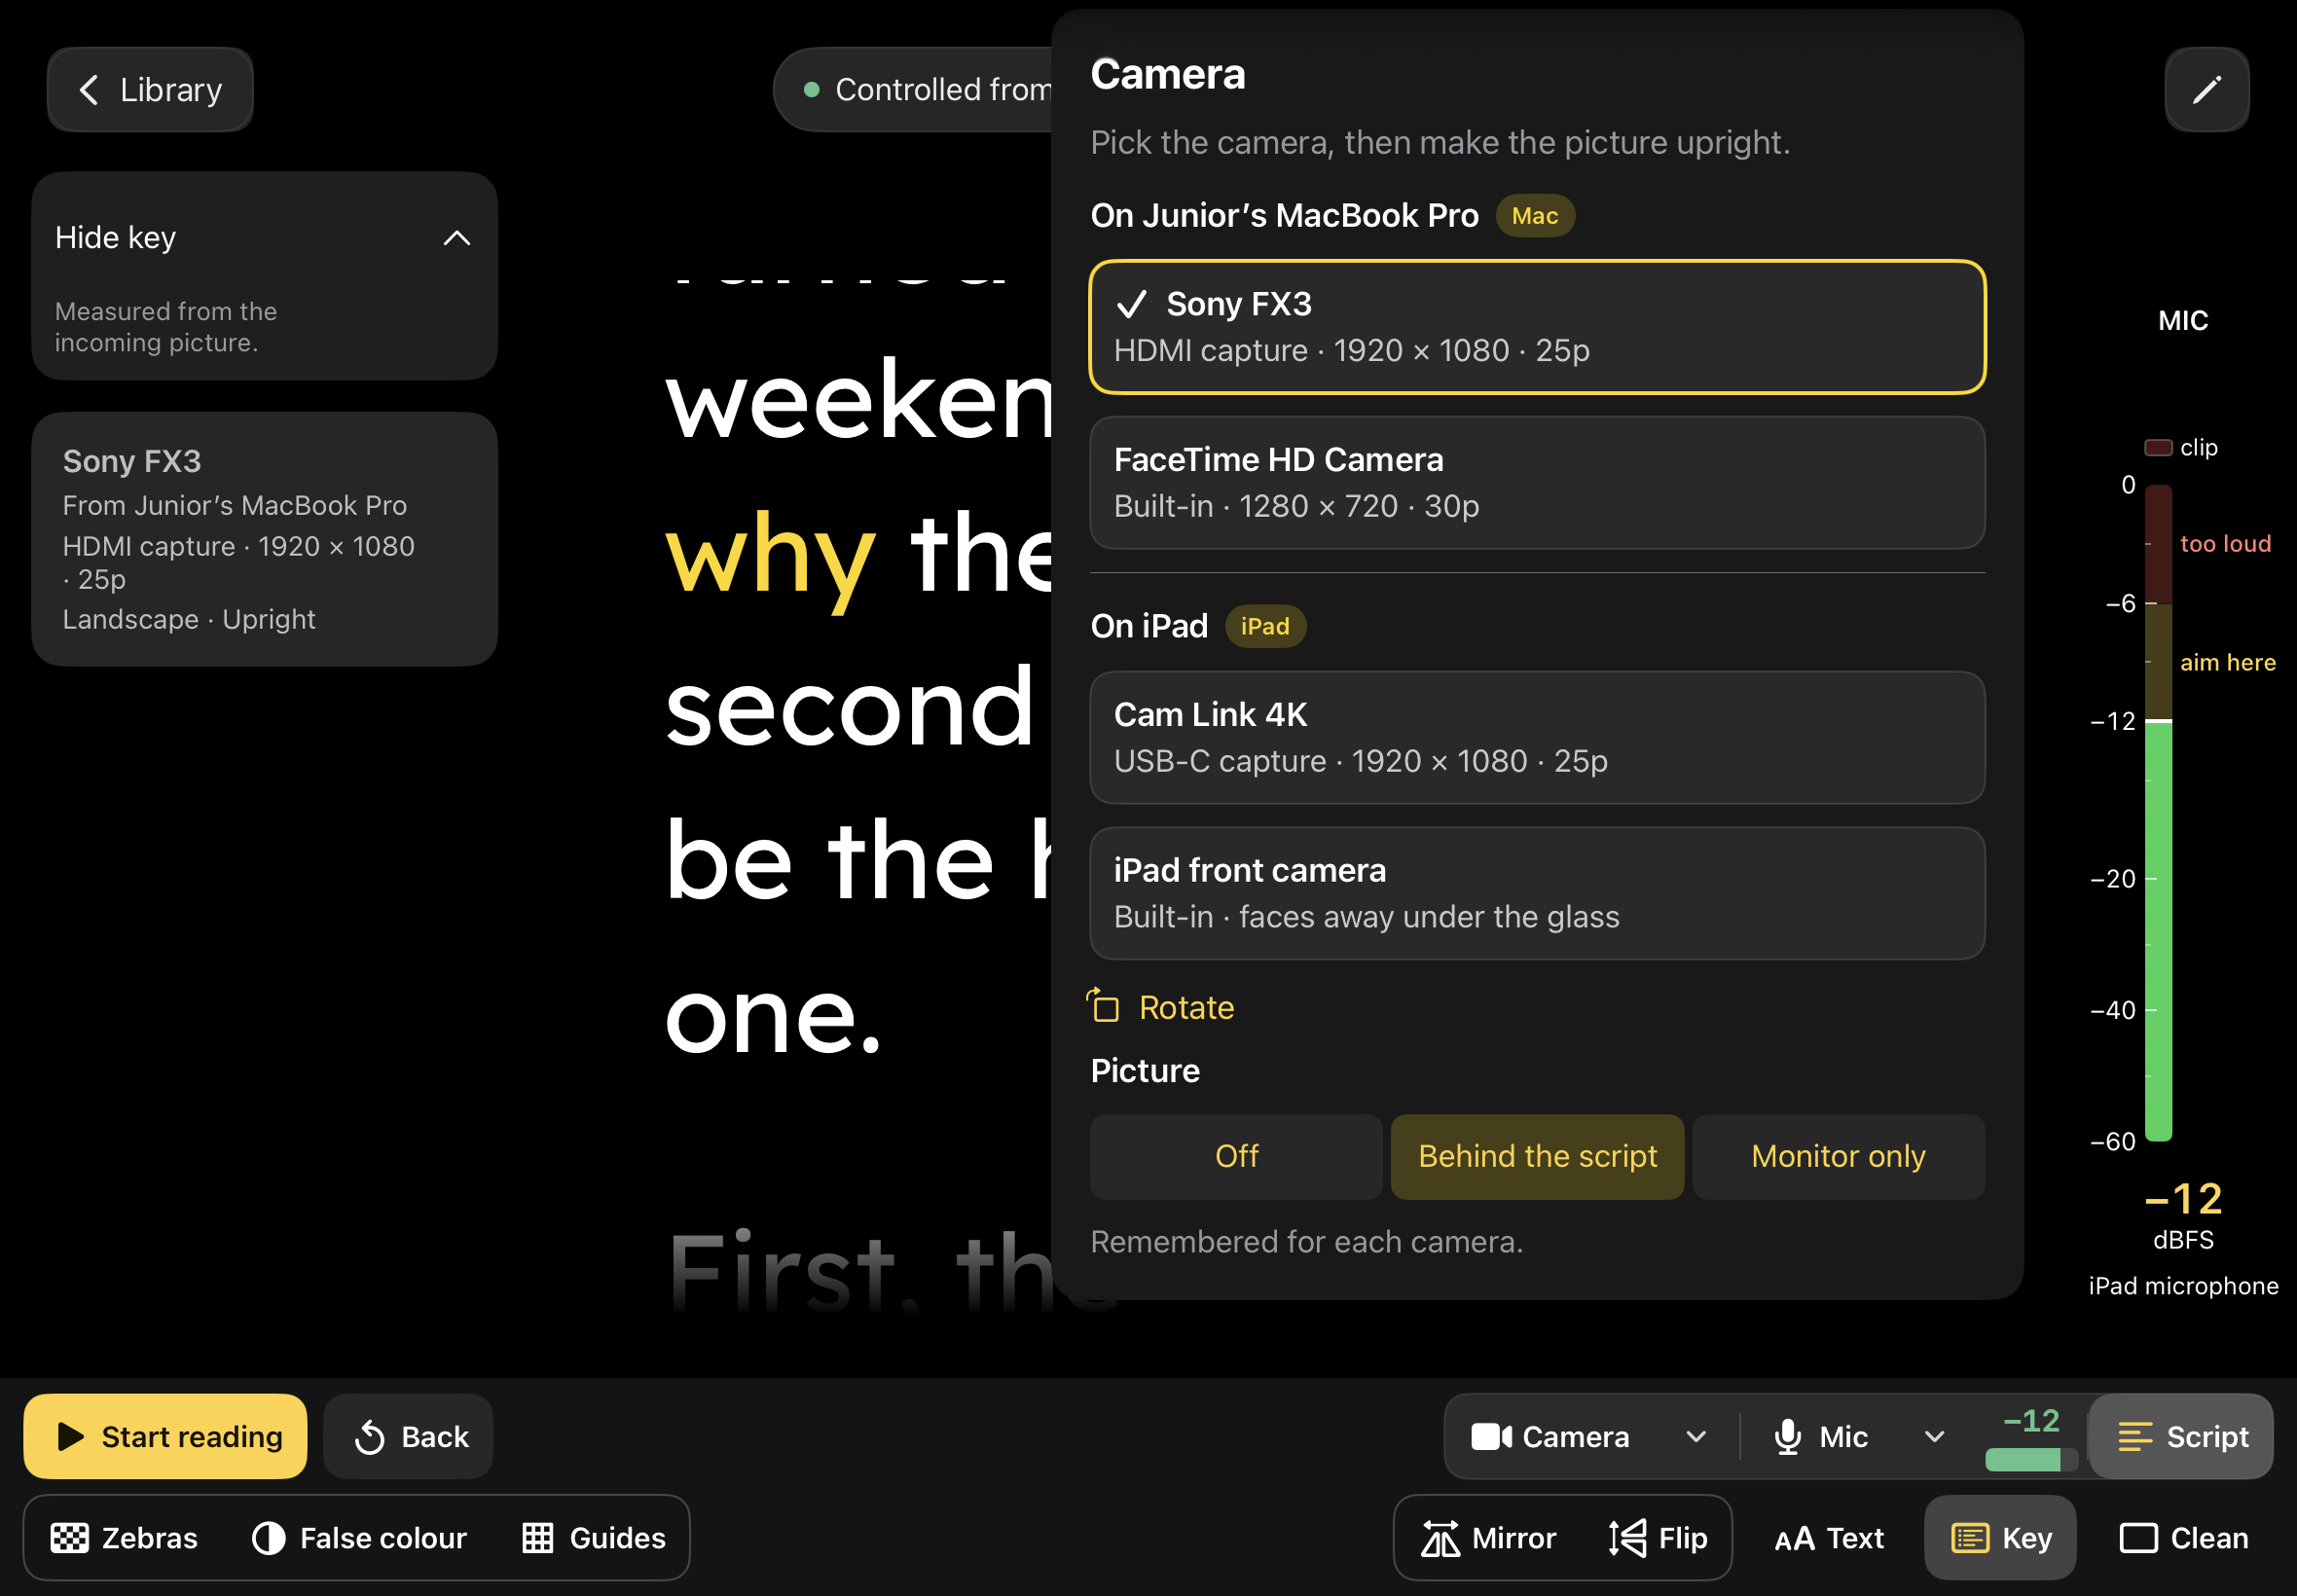 Library
Controlled from
Hide key
Measured from the
incoming picture.
Sony FX3
From Junior’s MacBook Pro
HDMI capture · 1920 × 1080
· 25p
Landscape · Upright
weeken
why the
second
be the h
one.
First, the
Camera
Pick the camera, then make the picture upright.
On Junior’s MacBook Pro Mac
Sony FX3
HDMI capture · 1920 × 1080 · 25p
FaceTime HD Camera
Built-in · 1280 × 720 · 30p
On iPad iPad
Cam Link 4K
USB-C capture · 1920 × 1080 · 25p
iPad front camera
Built-in · faces away under the glass
Rotate
Picture
Off Behind the script Monitor only
Remembered for each camera.
MIC
clip
0
too loud
−6
aim here
−12
−20
−40
−60
−12
dBFS
iPad microphone
Start reading Back Camera Mic −12 Script
Zebras False colour Guides Mirror Flip AA Text Key Clean